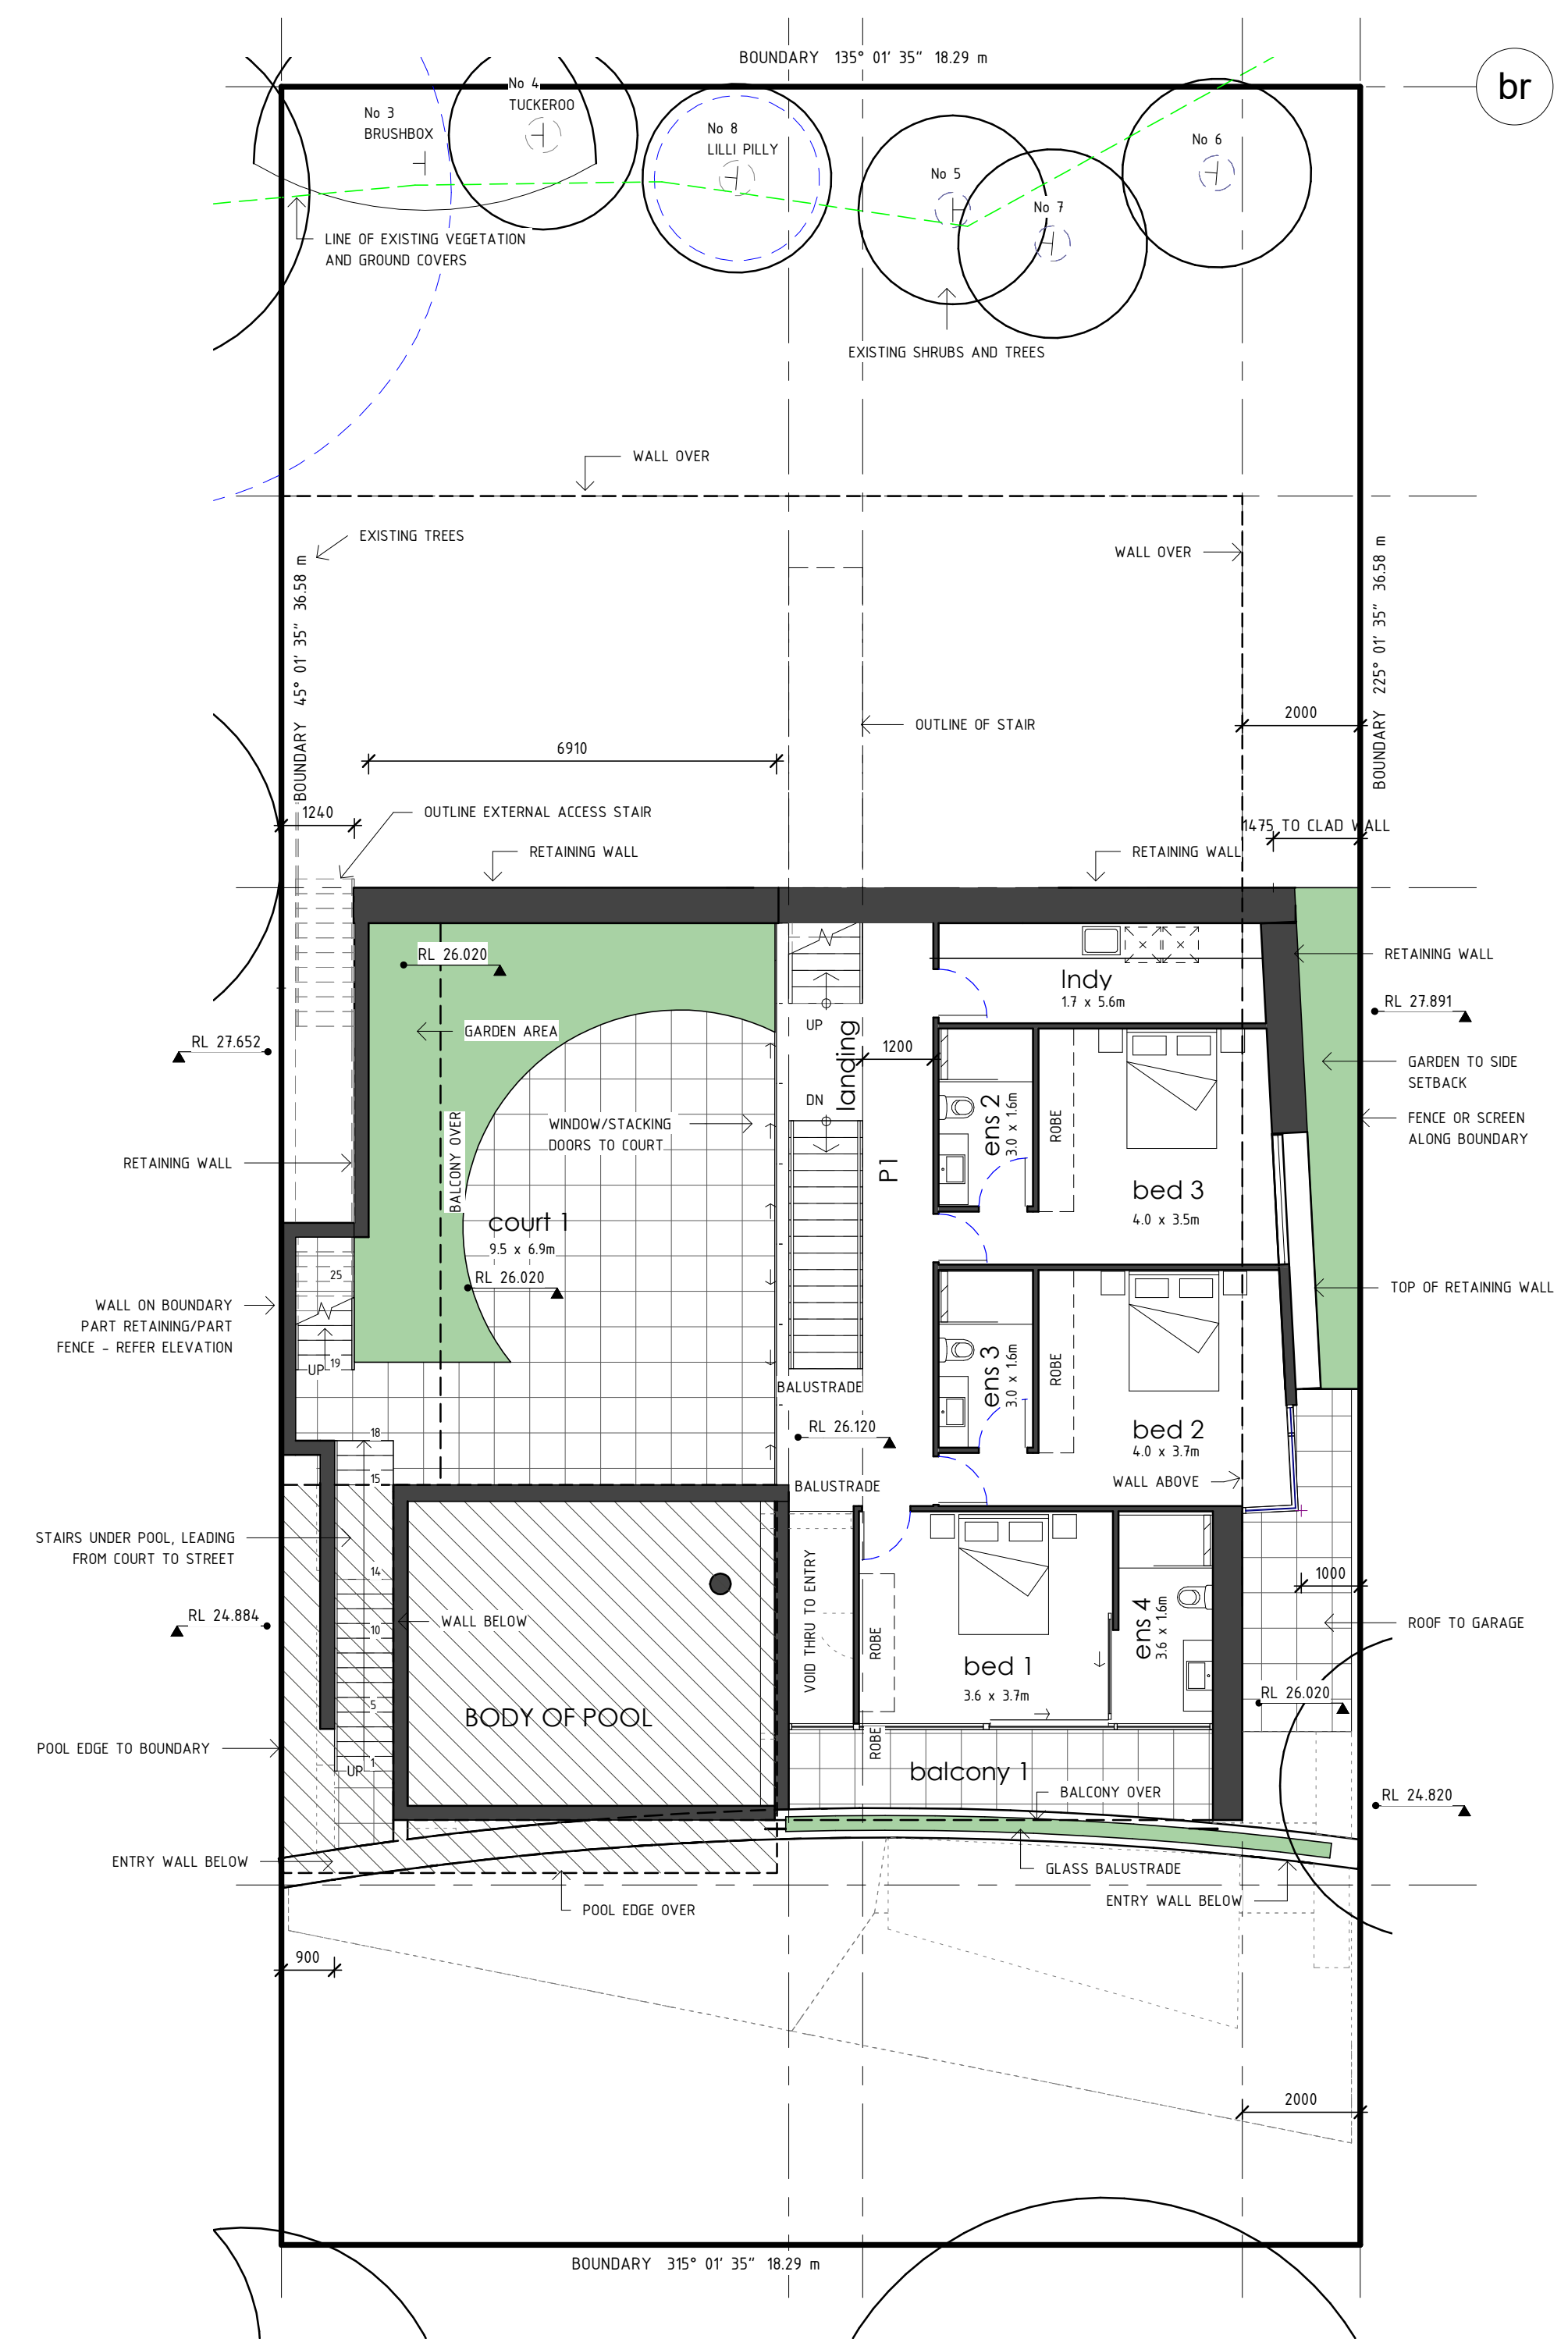 BOUNDARY 135° 01' 35" 18.29 m
br
No 4
TUCKEROO
No 3
BRUSHBOX
No 8
LILLI PILLY
No 6
No 5
No 7
LINE OF EXISTING VEGETATION
AND GROUND COVERS
EXISTING SHRUBS AND TREES
WALL OVER
EXISTING TREES
WALL OVER
BOUNDARY 45° 01' 35" 36.58 m
BOUNDARY 225° 01' 35" 36.58 m
2000
OUTLINE OF STAIR
6910
1240
OUTLINE EXTERNAL ACCESS STAIR
1475 TO CLAD WALL
RETAINING WALL
RETAINING WALL
RL 26.020
RETAINING WALL
lndy
1.7 x 5.6m
RL 27.891
UP
GARDEN AREA
RL 27.652
landing
1200
GARDEN TO SIDE
SETBACK
DN
ens 2
3.0 x 1.6m
ROBE
BALCONY OVER
WINDOW/STACKING
DOORS TO COURT
FENCE OR SCREEN
ALONG BOUNDARY
RETAINING WALL
P1
bed 3
4.0 x 3.5m
court 1
9.5 x 6.9m
RL 26.020
25
TOP OF RETAINING WALL
WALL ON BOUNDARY
PART RETAINING/PART
FENCE - REFER ELEVATION
UP
19
ens 3
3.0 x 1.6m
ROBE
BALUSTRADE
RL 26.120
bed 2
4.0 x 3.7m
18
15
BALUSTRADE
WALL ABOVE
STAIRS UNDER POOL, LEADING
FROM COURT TO STREET
14
1000
VOID THRU TO ENTRY
RL 24.884
WALL BELOW
10
ROBE
ens 4
3.6 x 1.6m
ROOF TO GARAGE
bed 1
3.6 x 3.7m
RL 26.020
5
BODY OF POOL
POOL EDGE TO BOUNDARY
ROBE
1
UP
balcony 1
BALCONY OVER
RL 24.820
ENTRY WALL BELOW
GLASS BALUSTRADE
ENTRY WALL BELOW
POOL EDGE OVER
900
2000
BOUNDARY 315° 01' 35" 18.29 m